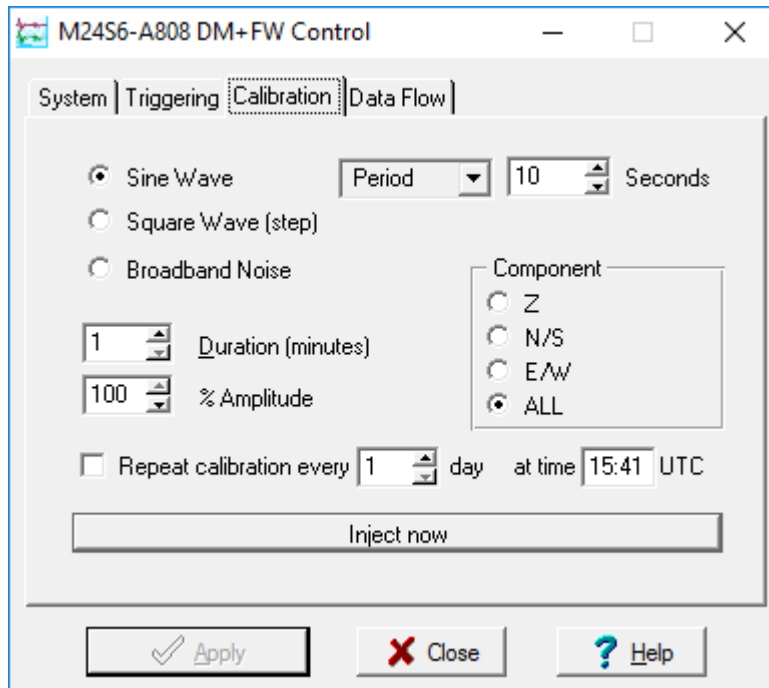 M24S6-A808 DM+FW Control
System Triggering Calibration Data Flow
Sine Wave Period 10 Seconds
Square Wave (step)
Broadband Noise
Component
Z
N/S
E/W
ALL
1 Duration (minutes)
100 % Amplitude
Repeat calibration every 1 day at time 15:41 UTC
Inject now
Apply Close Help